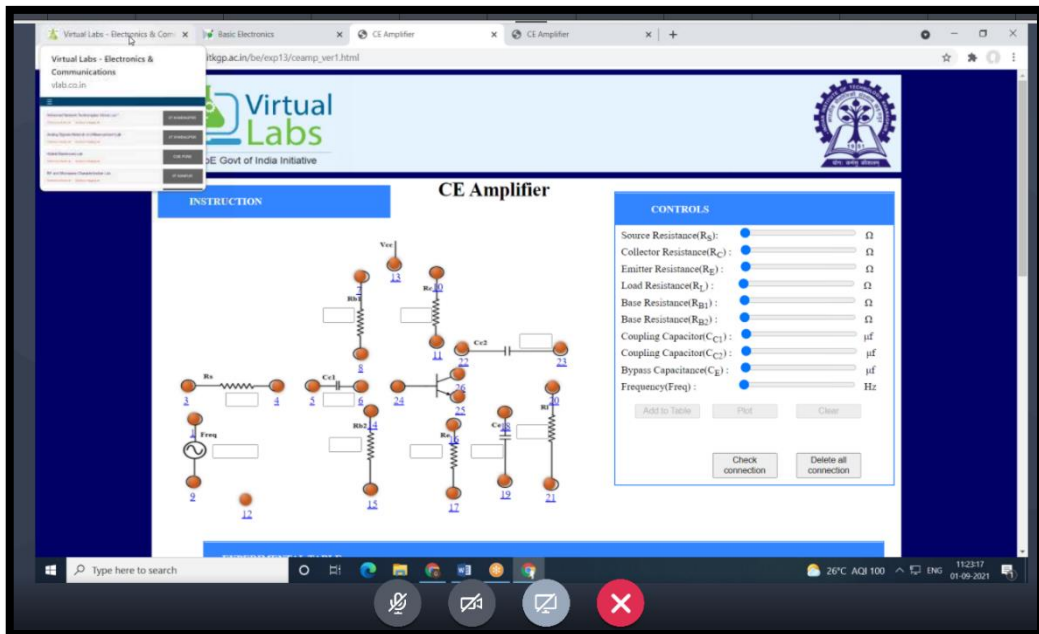 Virtual Labs - Electronics & Com
Basic Electronics
CE Amplifier
CE Amplifier
itkgp.ac.in/be/exp13/ceamp_ver1.html
Virtual Labs - Electronics &
Communications
vlab.co.in
Virtual
Labs
oE Govt of India Initiative
CE Amplifier
INSTRUCTION
Vcc
13
7
Rb1
8
Rc
10
11
Cc2
22
23
Rs
3
4
Cc1
5
6
24
26
25
20
Rl
21
1
Freq
9
12
14
Rb2
15
Re
16
17
Ce
18
19
CONTROLS
Source Resistance(RS): Ω
Collector Resistance(RC) : Ω
Emitter Resistance(RE) : Ω
Load Resistance(RL) : Ω
Base Resistance(RB1) : Ω
Base Resistance(RB2) : Ω
Coupling Capacitor(CC1) : μf
Coupling Capacitor(CC2) : μf
Bypass Capacitance(CE) : μf
Frequency(Freq) : Hz
Add to Table Plot Clear
Check
connection
Delete all
connection
EXPERIMENTAL TABLE
Type here to search
26°C AQI 100
ENG
11:23:17
01-09-2021